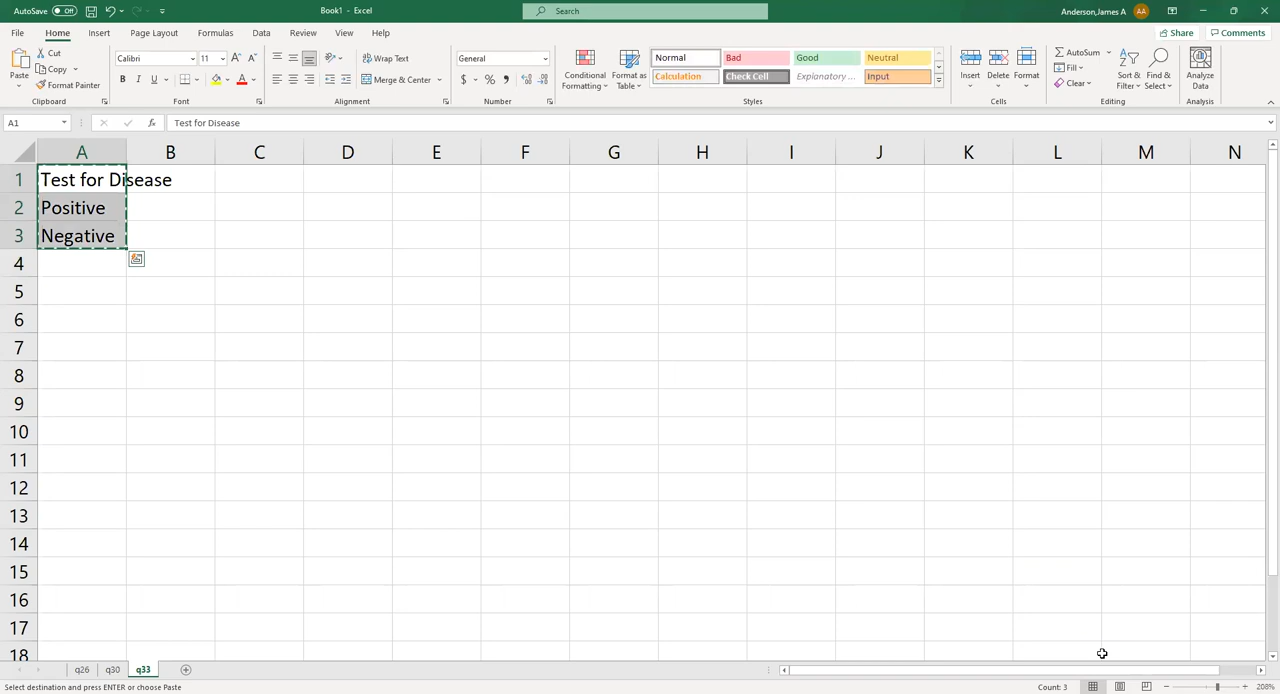 AutoSave Off Book1 - Excel Search Anderson,James A AA
File Home Insert Page Layout Formulas Data Review View Help Share Comments
Paste Cut Copy Format Painter Clipboard
Calibri 11 A A B I U A Font
Wrap Text Merge & Center Alignment
General $ % Number
Conditional Formatting Format as Table Normal Bad Good Neutral Calculation Check Cell Explanatory ... Input Styles
Insert Delete Format Cells
AutoSum Fill Clear Sort & Filter Find & Select Editing
Analyze Data Analysis
A1 fx Test for Disease
A B C D E F G H I J K L M N
1 Test for Disease
2 Positive
3 Negative
4
5
6
7
8
9
10
11
12
13
14
15
16
17
18
q26 q30 q33
Select destination and press ENTER or choose Paste Count: 3 208%